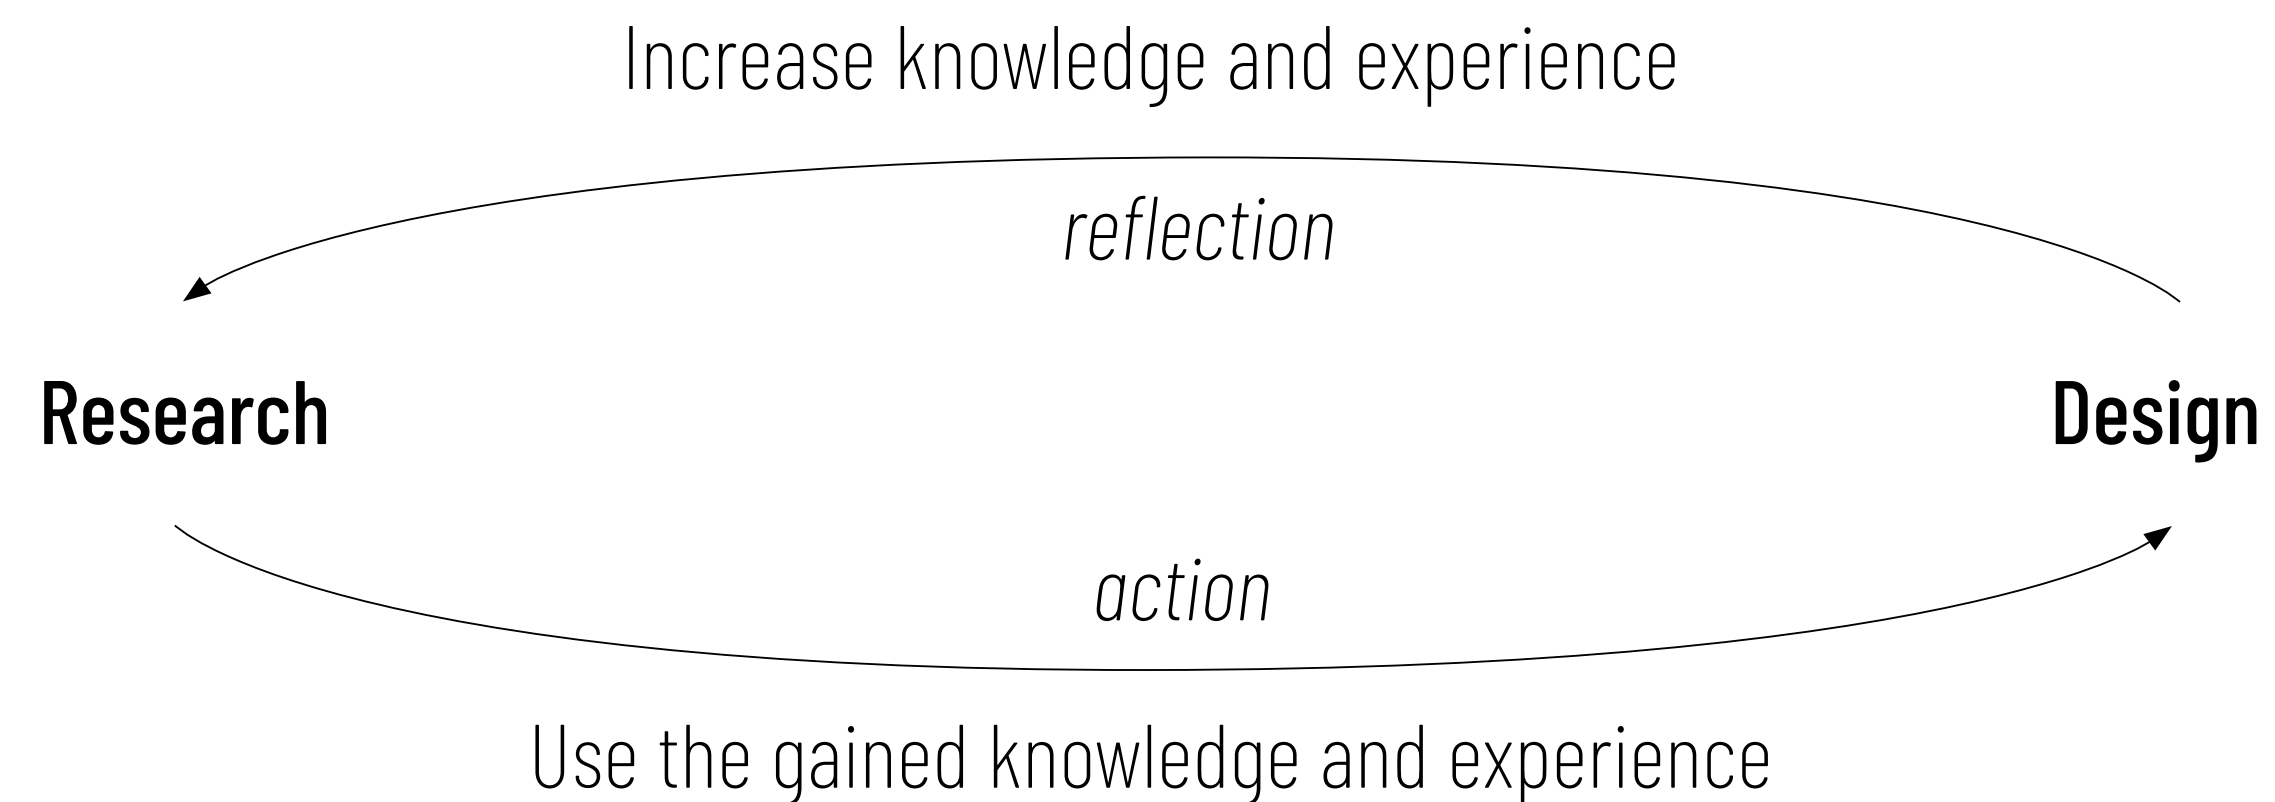 Increase knowledge and experience
reflection
Research
Design
action
Use the gained knowledge and experience